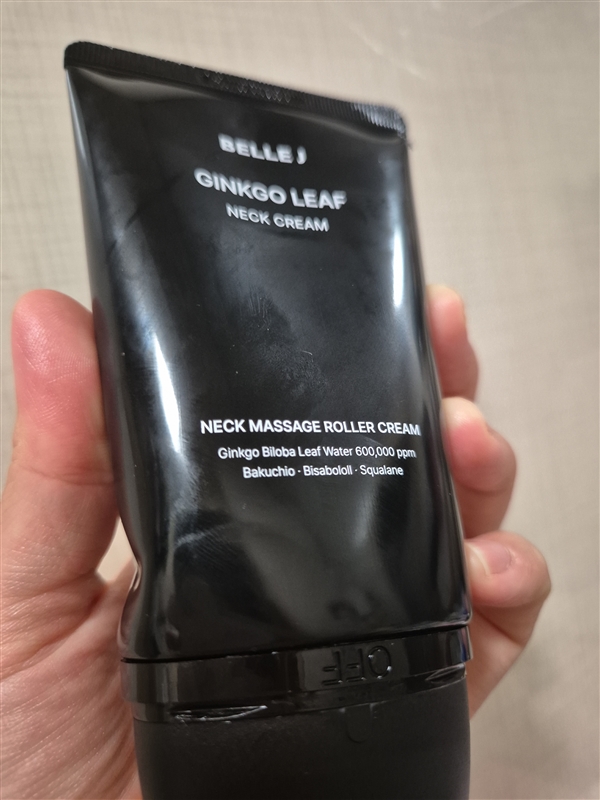 BELLE J
GINKGO LEAF
NECK CREAM
NECK MASSAGE ROLLER CREAM
Ginkgo Biloba Leaf Water 600,000 ppm
Bakuchio · Bisabololl · Squalane
OFF